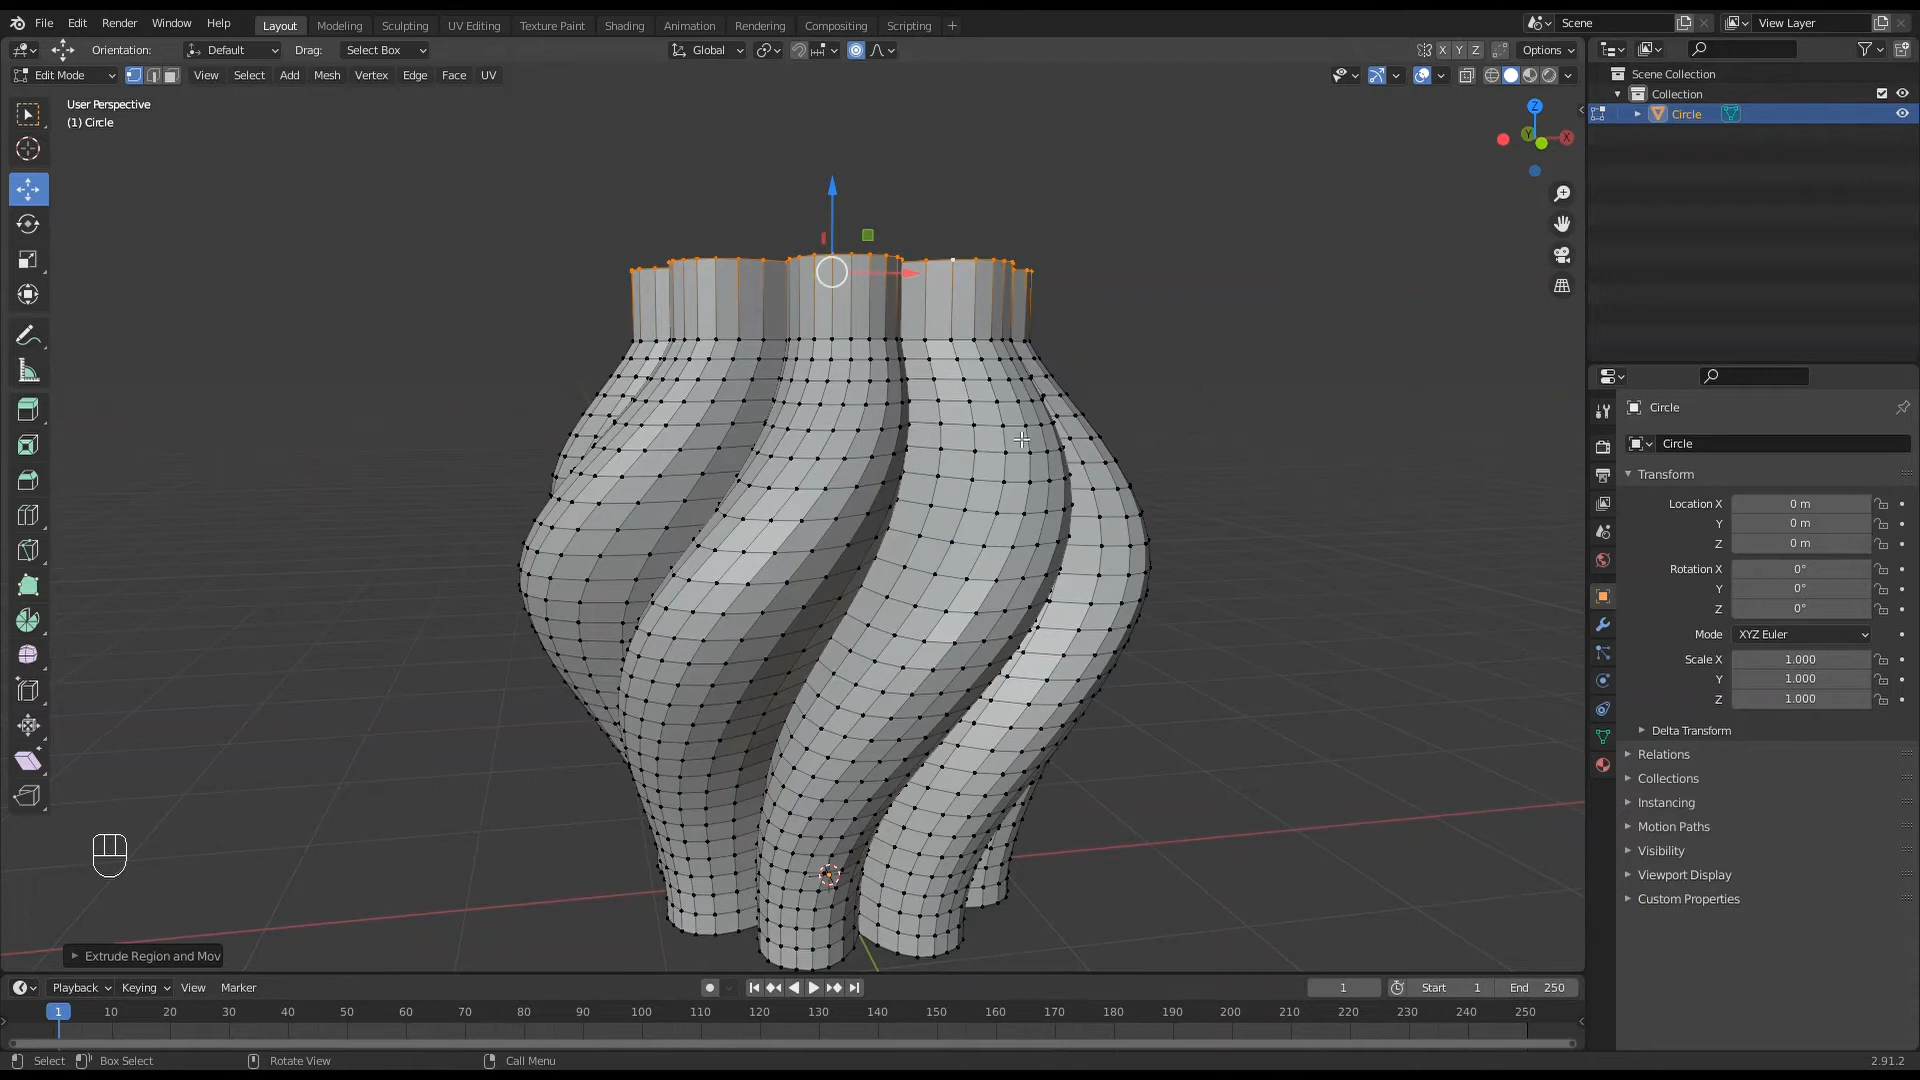 File Edit Render Window Help
Layout Modeling Sculpting UV Editing Texture Paint Shading Animation Rendering Compositing Scripting
Scene
View Layer
Orientation: Default Drag: Select Box
Global
X Y Z Options
Edit Mode View Select Add Mesh Vertex Edge Face UV
User Perspective
(1) Circle
Z
Y
X
Scene Collection
Collection
Circle
Circle
Circle
Transform
Location X 0 m
Y 0 m
Z 0 m
Rotation X 0°
Y 0°
Z 0°
Mode XYZ Euler
Scale X 1.000
Y 1.000
Z 1.000
Delta Transform
Relations
Collections
Instancing
Motion Paths
Visibility
Viewport Display
Custom Properties
Extrude Region and Mov
Playback Keying View Marker
1 Start 1 End 250
1 10 20 30 40 50 60 70 80 90 100 110 120 130 140 150 160 170 180 190 200 210 220 230 240 250
Select Box Select Rotate View Call Menu
2.91.2